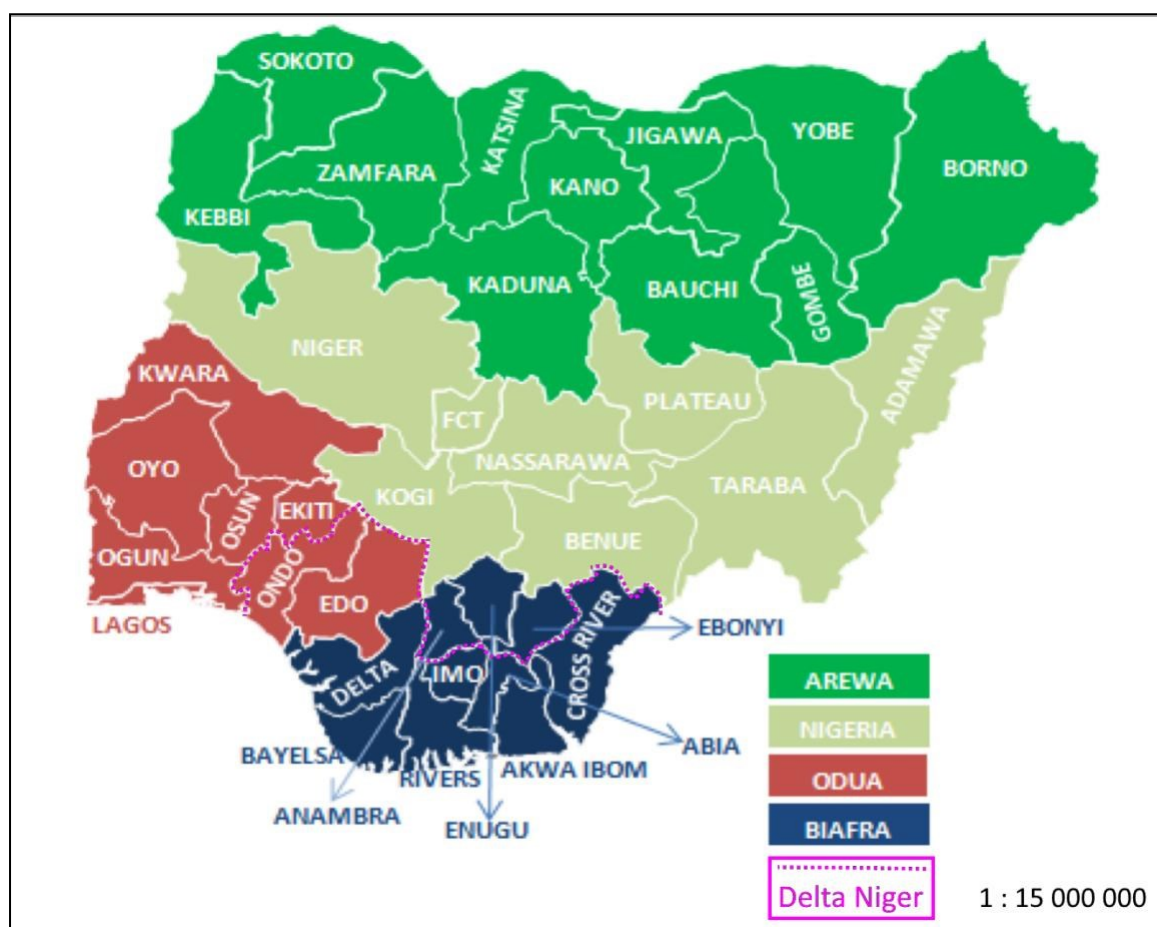 SOKOTO
KATSINA
JIGAWA
YOBE
BORNO
ZAMFARA
KANO
KEBBI
KADUNA
BAUCHI
GOMBE
NIGER
ADAMAWA
KWARA
PLATEAU
FCT
NASSARAWA
OYO
TARABA
KOGI
OSUN
EKITI
BENUE
OGUN
ONDO
EDO
LAGOS
EBONYI
CROSS RIVER
DELTA
IMO
AREWA
NIGERIA
ABIA
BAYELSA
RIVERS
AKWA IBOM
ODUA
ANAMBRA
ENUGU
BIAFRA
Delta Niger
1 : 15 000 000